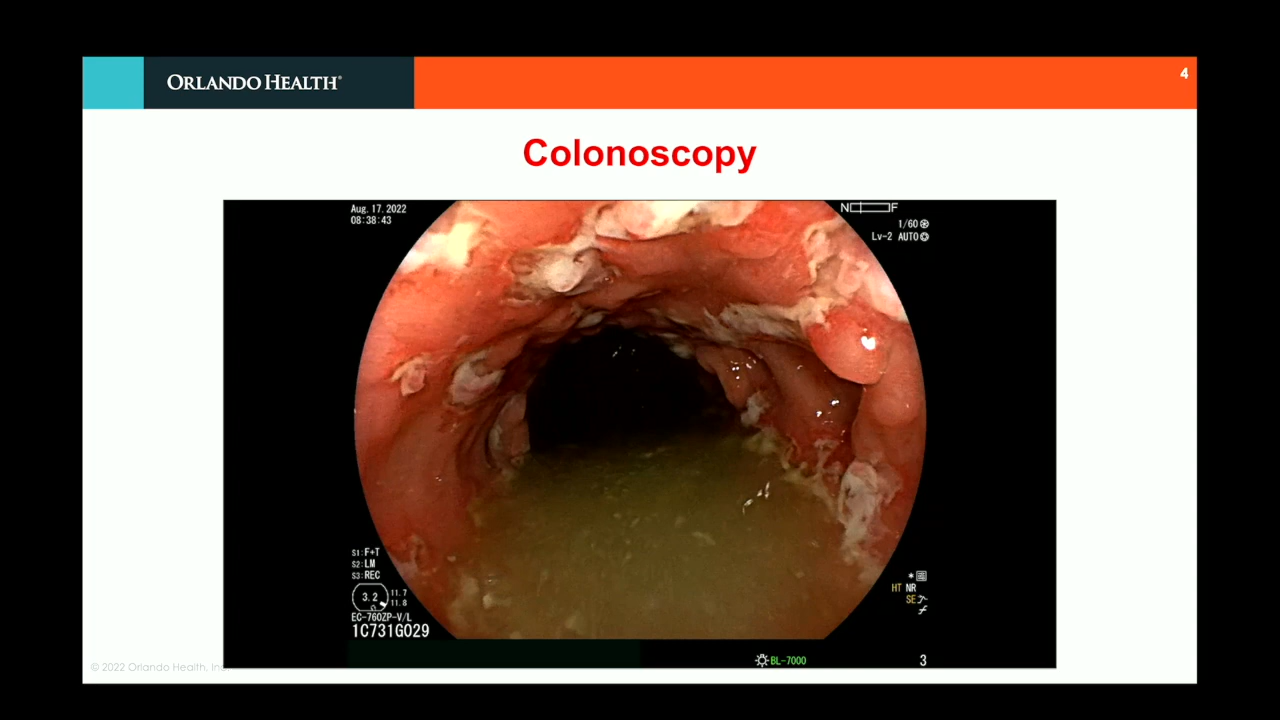 ORLANDO HEALTH®
4
Colonoscopy
Aug. 17. 2022
08:38:43
N F
1/60
Lv-2 AUTO
S1:F+T
S2:LM
S3:REC
3.2
11.7
11.8
EC-760ZP-V/L
1C731G029
HT NR
SE
BL-7000
3
© 2022 Orlando Health, In